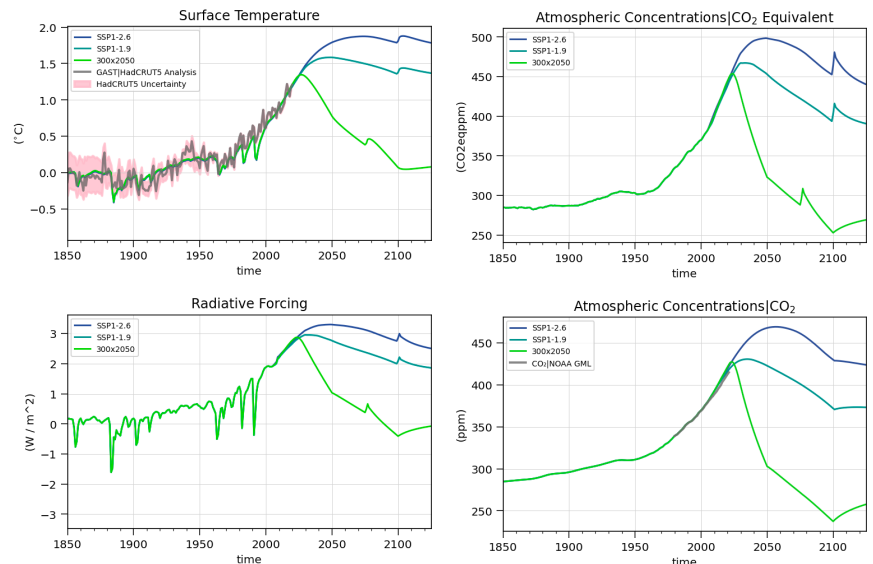 Surface Temperature
SSP1-2.6
SSP1-1.9
300x2050
GAST|HadCRUT5 Analysis
HadCRUT5 Uncertainty
(˚C)
2.0
1.5
1.0
0.5
0.0
−0.5
1850 1900 1950 2000 2050 2100
time
Atmospheric Concentrations|CO₂ Equivalent
SSP1-2.6
SSP1-1.9
300x2050
(CO2eqppm)
500
450
400
350
300
250
1850 1900 1950 2000 2050 2100
time
Radiative Forcing
SSP1-2.6
SSP1-1.9
300x2050
(W / m^2)
3
2
1
0
−1
−2
−3
1850 1900 1950 2000 2050 2100
time
Atmospheric Concentrations|CO₂
SSP1-2.6
SSP1-1.9
300x2050
CO₂|NOAA GML
(ppm)
450
400
350
300
250
1850 1900 1950 2000 2050 2100
time